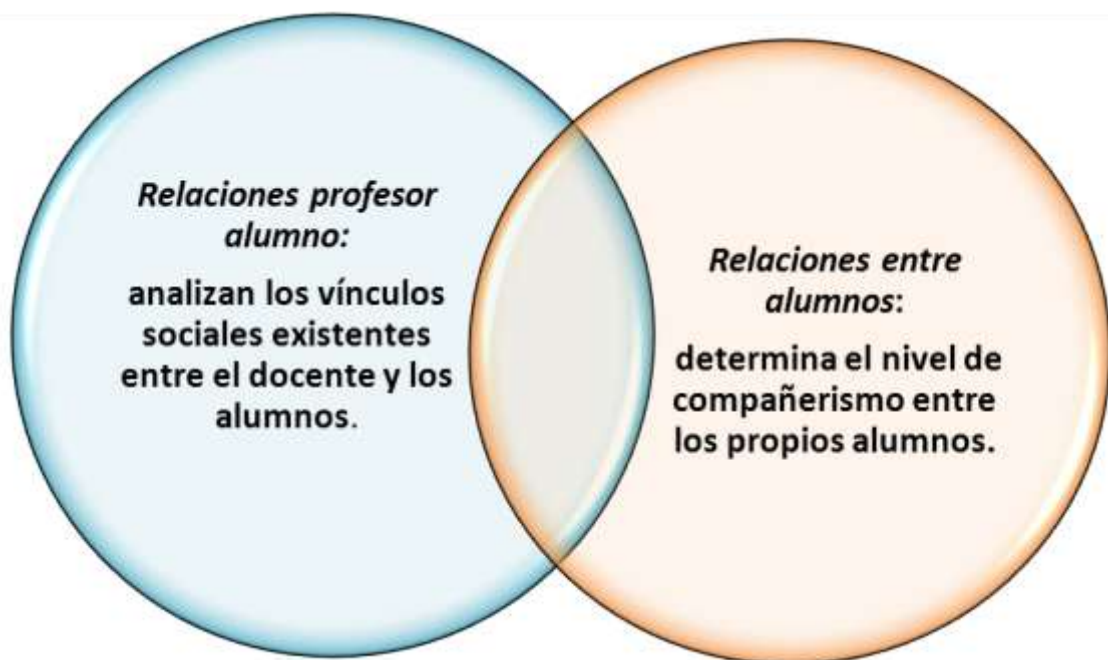 Relaciones profesor
alumno:
analizan los vínculos
sociales existentes
entre el docente y los
alumnos.
Relaciones entre
alumnos:
determina el nivel de
compañerismo entre
los propios alumnos.